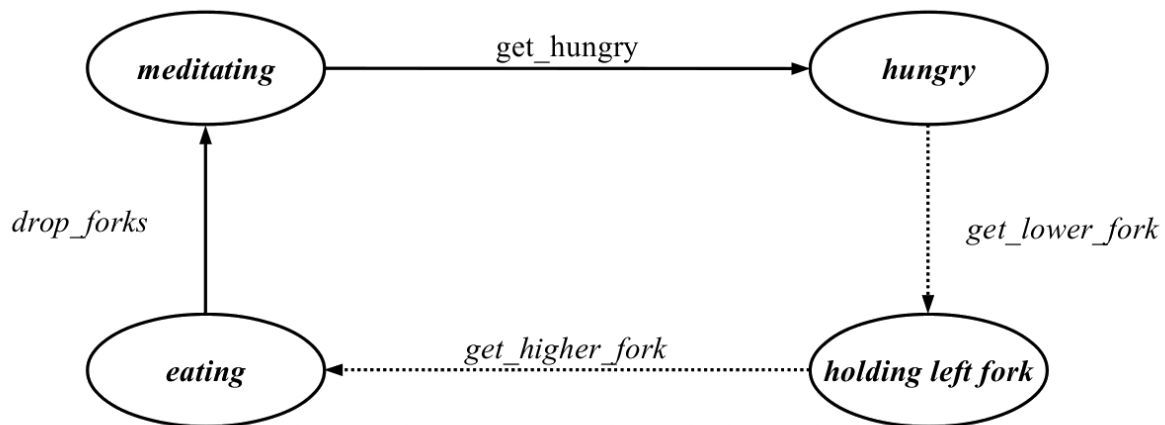 get_hungry
meditating
hungry
drop_forks
get_lower_fork
get_higher_fork
eating
holding left fork